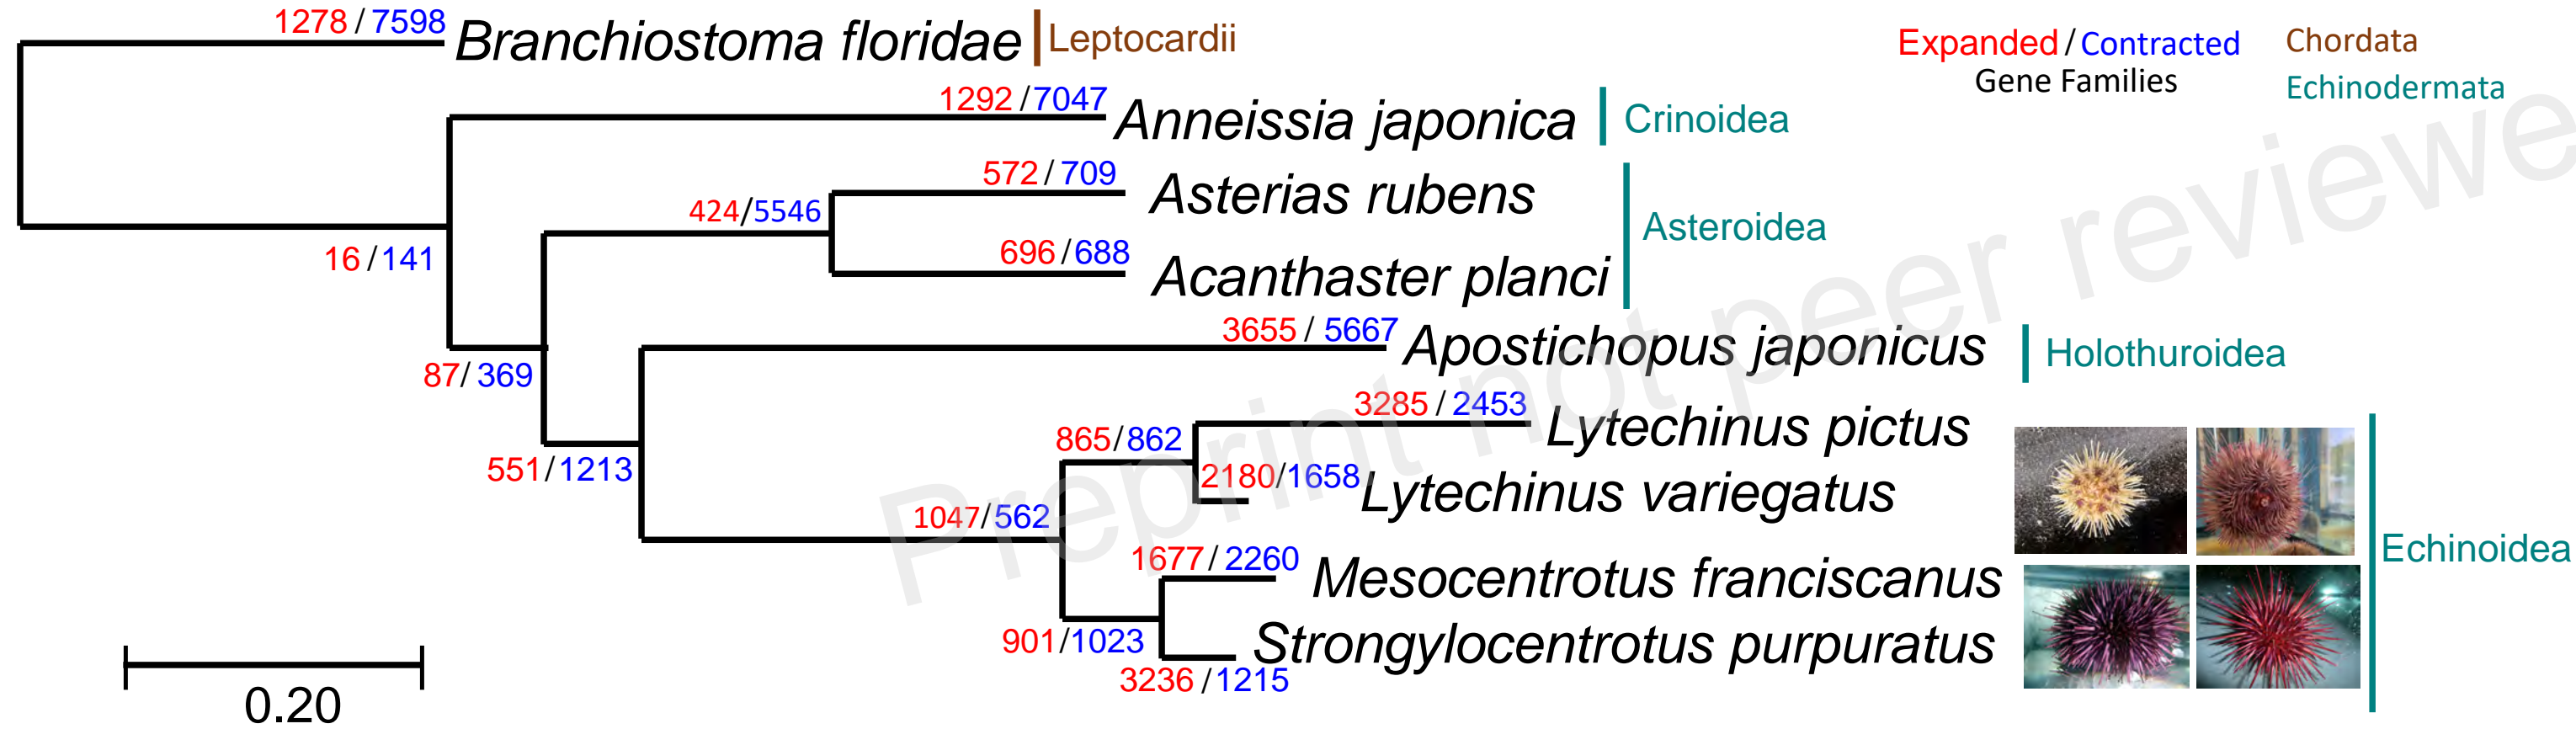 1278 / 7598
Branchiostoma floridae
Leptocardii
Expanded / Contracted
Gene Families
Chordata
Echinodermata
1292 / 7047
Anneissia japonica
Crinoidea
572 / 709
Asterias rubens
424/5546
Asteroidea
16 / 141
696 / 688
Acanthaster planci
3655 / 5667
Apostichopus japonicus
Holothuroidea
87/ 369
3285 / 2453
Lytechinus pictus
865/862
551/1213
2180/1658
Lytechinus variegatus
1047/562
Echinoidea
1677 / 2260
Mesocentrotus franciscanus
901/1023
Strongylocentrotus purpuratus
3236 / 1215
0.20
Preprint not peer reviewe